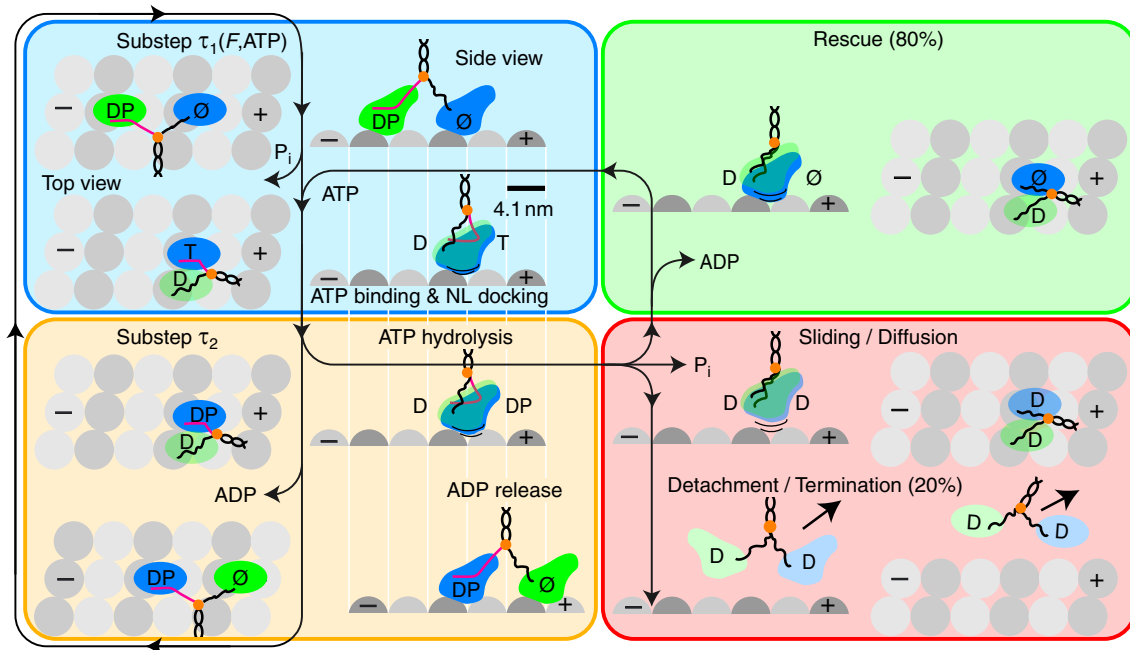 Substep τ1(F,ATP)
Side view
− DP Ø +
DP Ø
− +
Pi
Top view
ATP
4.1 nm
− T +
D
D T
− +
ATP binding & NL docking
Rescue (80%)
D Ø
− +
− Ø +
D
ADP
Substep τ2
ATP hydrolysis
− DP +
D
D DP
− +
ADP
ADP release
− DP Ø
DP Ø
− +
Sliding / Diffusion
Pi
D D
− +
− D +
D
Detachment / Termination (20%)
D D
− +
D D
− +